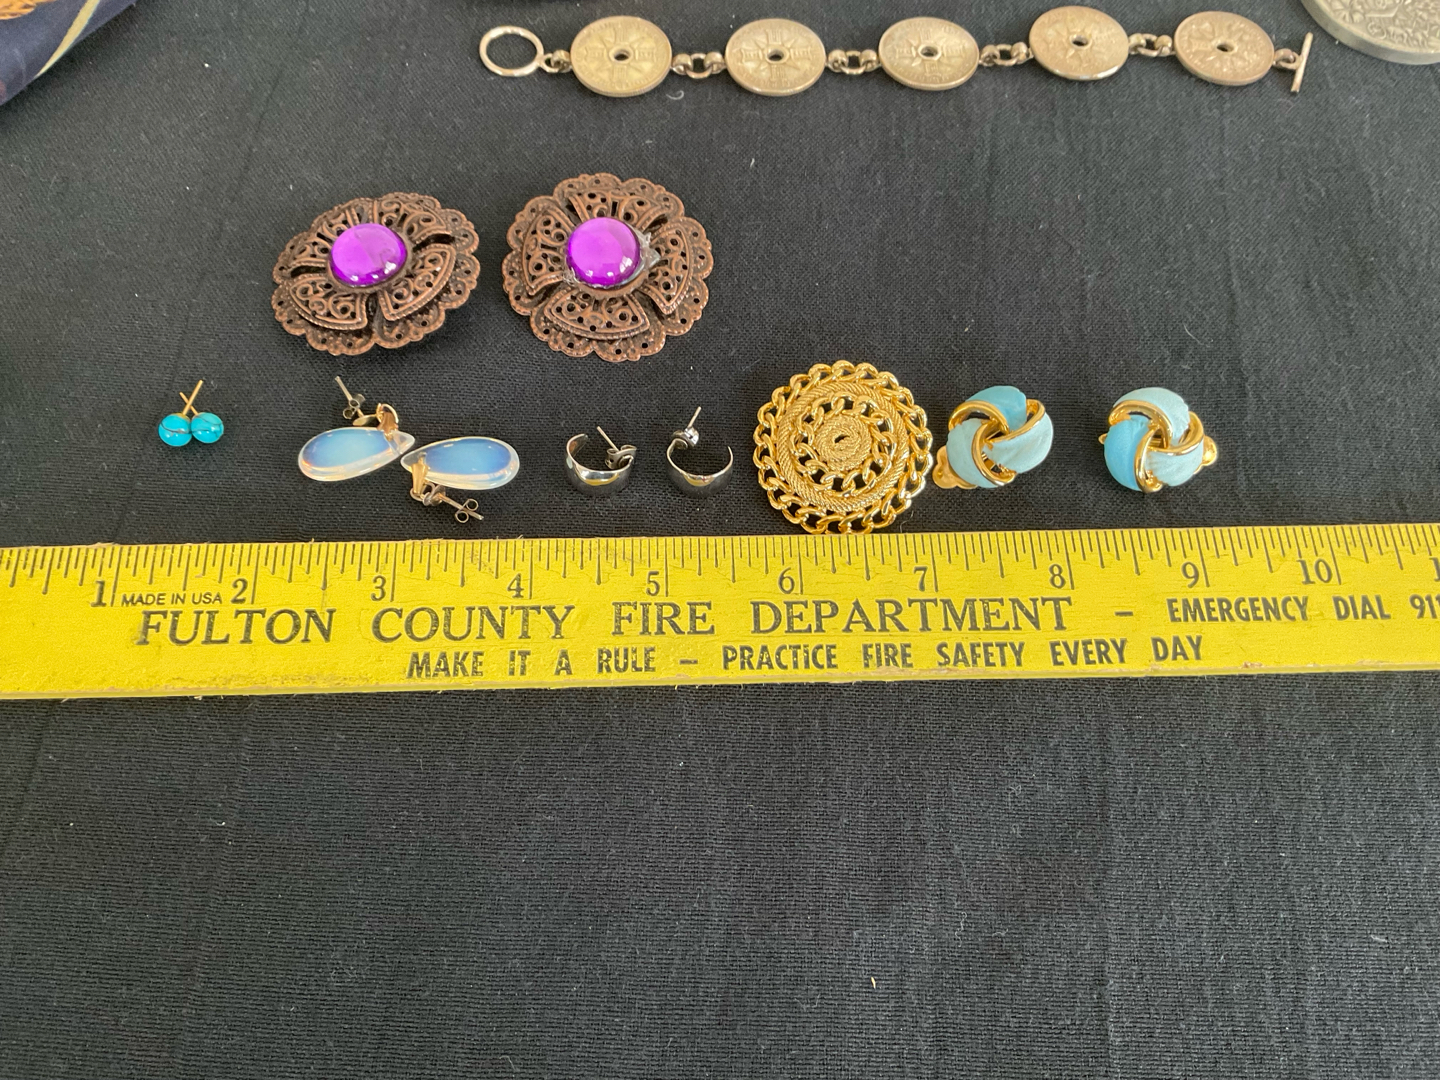 1 MADE IN USA 2 3 4 5 6 7 8 9 10
FULTON COUNTY FIRE DEPARTMENT - EMERGENCY DIAL 911
MAKE IT A RULE - PRACTICE FIRE SAFETY EVERY DAY